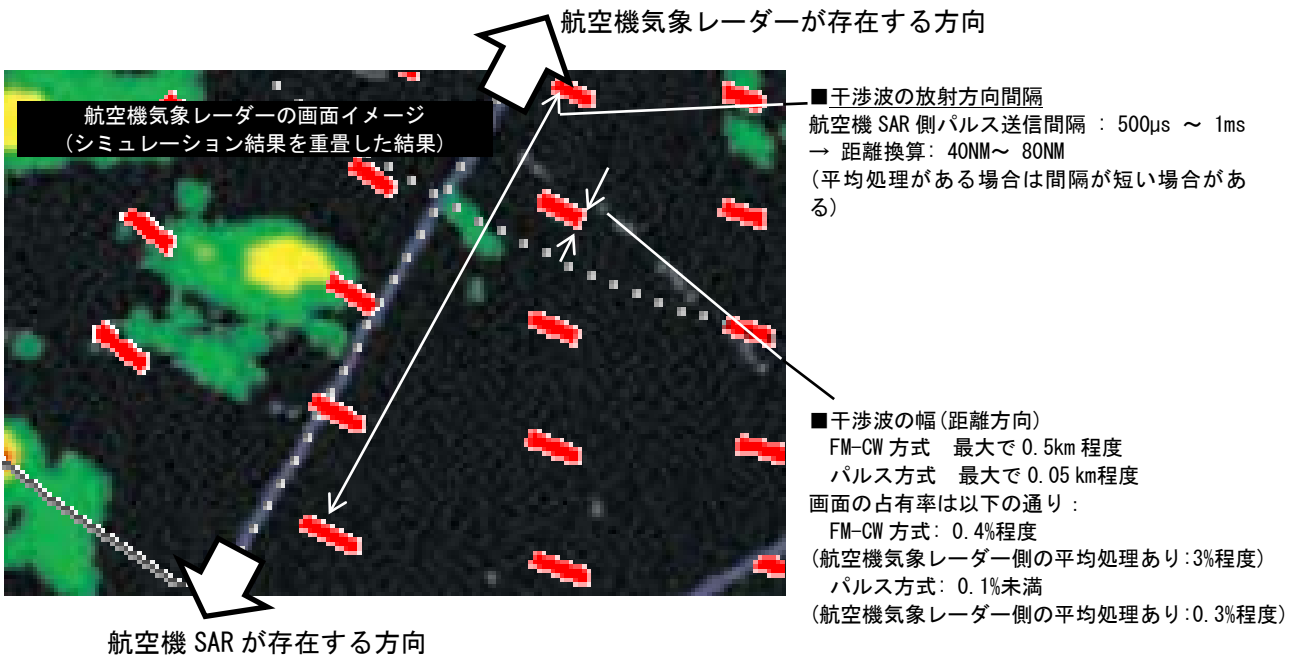 航空機気象レーダーが存在する方向
航空機気象レーダーの画面イメージ
(シミュレーション結果を重畳した結果)
■干渉波の放射方向間隔
航空機 SAR 側パルス送信間隔 : 500μs ～ 1ms
→ 距離換算: 40NM～ 80NM
(平均処理がある場合は間隔が短い場合があ
る)
■干渉波の幅(距離方向)
FM-CW 方式 最大で 0.5km 程度
パルス方式 最大で 0.05 km程度
画面の占有率は以下の通り:
FM-CW 方式: 0.4%程度
(航空機気象レーダー側の平均処理あり:3%程度)
パルス方式: 0.1%未満
(航空機気象レーダー側の平均処理あり:0.3%程度)
航空機 SAR が存在する方向